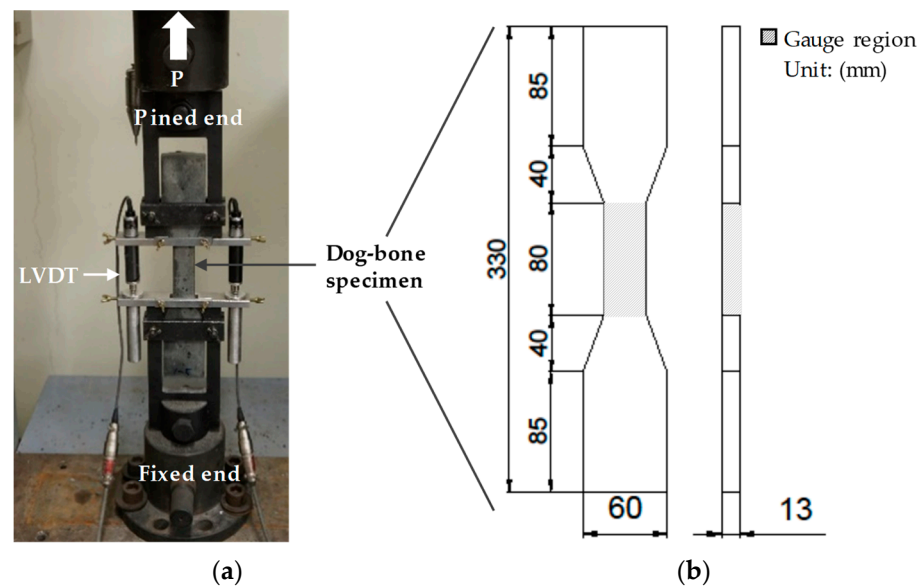 P
Pined end
LVDT
Dog-bone
specimen
Fixed end
(a)
Gauge region
Unit: (mm)
85
40
330
80
40
85
60
13
(b)